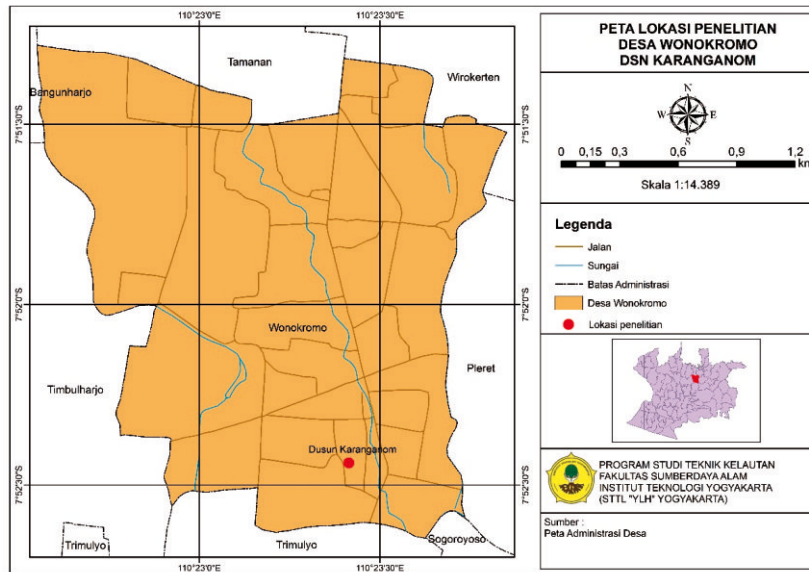 110°23'0"E
110°23'30"E
Tamanan
Wirokerten
Bangunharjo
7°51'30"S
7°51'30"S
7°52'0"S
7°52'0"S
Wonokromo
Pleret
Timbulharjo
Dusun Karanganom
7°52'30"S
7°52'30"S
Trimulyo
Trimulyo
Sogoroyoso
110°23'0"E
110°23'30"E
PETA LOKASI PENELITIAN
DESA WONOKROMO
DSN KARANGANOM
N
W E
S
0 0,15 0,3 0,6 0,9 1,2
km
Skala 1:14.389
Legenda
Jalan
Sungai
Batas Administrasi
Desa Wonokromo
Lokasi penelitian
PROGRAM STUDI TEKNIK KELAUTAN
FAKULTAS SUMBERDAYA ALAM
INSTITUT TEKNOLOGI YOGYAKARTA
(STTL "YLH" YOGYAKARTA)
Sumber :
Peta Administrasi Desa